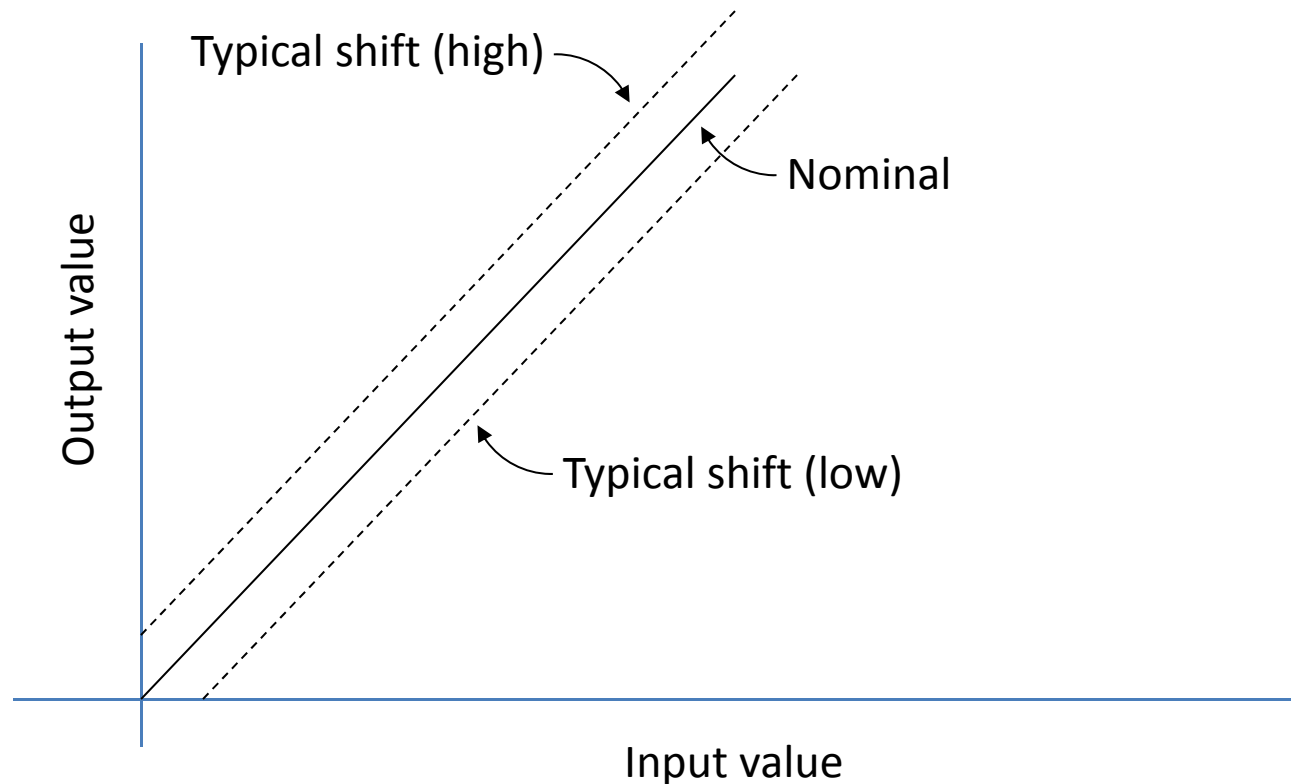 Typical shift (high)
Nominal
Output value
Typical shift (low)
Input value